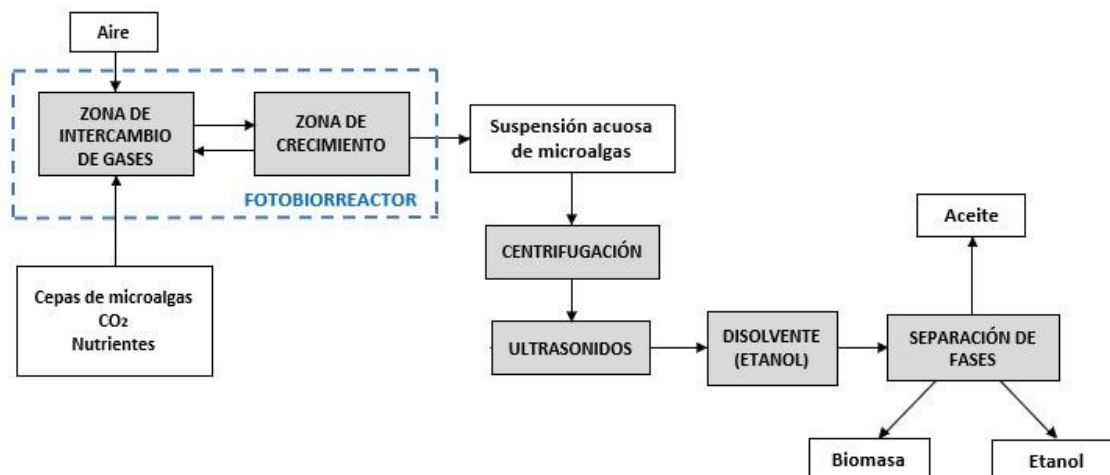 Aire
ZONA DE
INTERCAMBIO
DE GASES
ZONA DE
CRECIMIENTO
FOTOBIORREACTOR
Suspensión acuosa
de microalgas
Cepas de microalgas
CO₂
Nutrientes
CENTRIFUGACIÓN
ULTRASONIDOS
DISOLVENTE
(ETANOL)
SEPARACIÓN DE
FASES
Aceite
Biomasa
Etanol